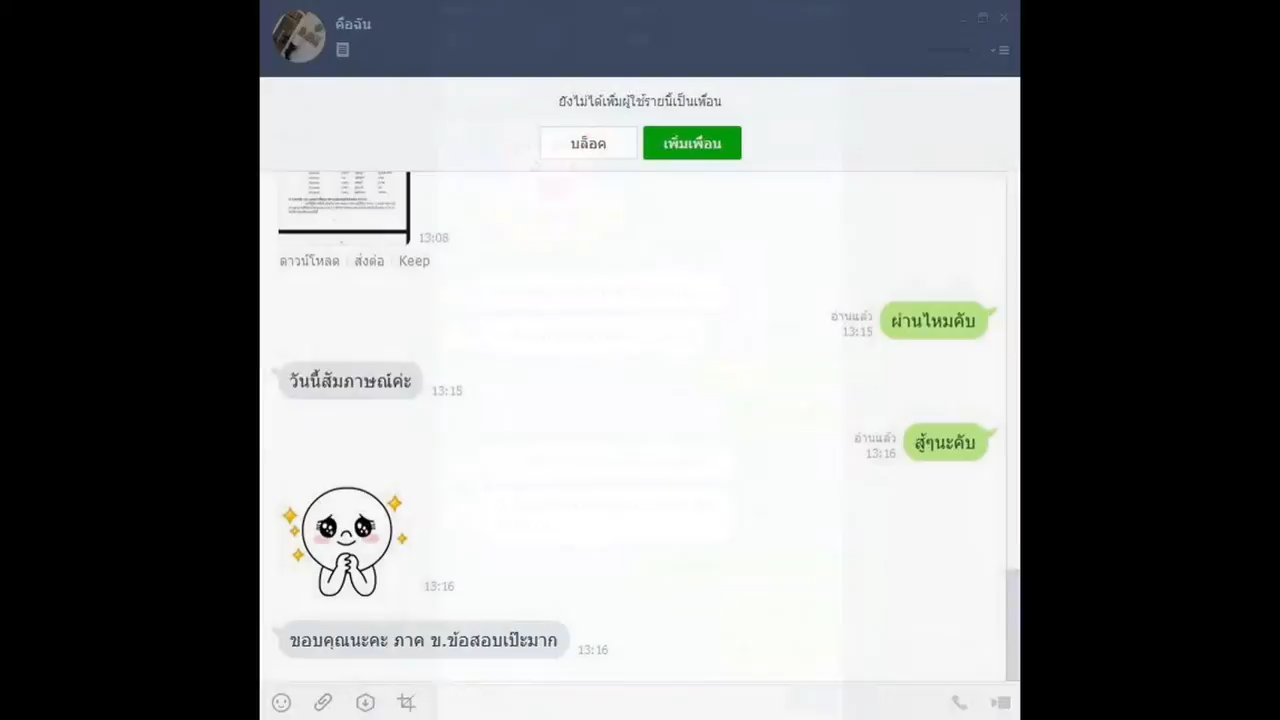 คือฉัน
ยังไม่ได้เพิ่มผู้ใช้รายนี้เป็นเพื่อน
บล็อค
เพิ่มเพื่อน
13:08
ดาวน์โหลด
ส่งต่อ
Keep
ผ่านไหมคับ
อ่านแล้ว
13:15
วันนี้สัมภาษณ์ค่ะ
13:15
สู้ๆนะคับ
อ่านแล้ว
13:16
13:16
ขอบคุณนะคะ ภาค ข.ข้อสอบเป๊ะมาก
13:16